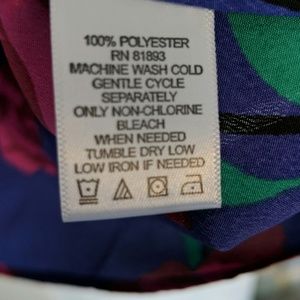 100% POLYESTER
RN 81893
MACHINE WASH COLD
GENTLE CYCLE
SEPARATELY
ONLY NON-CHLORINE
BLEACH
WHEN NEEDED
TUMBLE DRY LOW
LOW IRON IF NEEDED